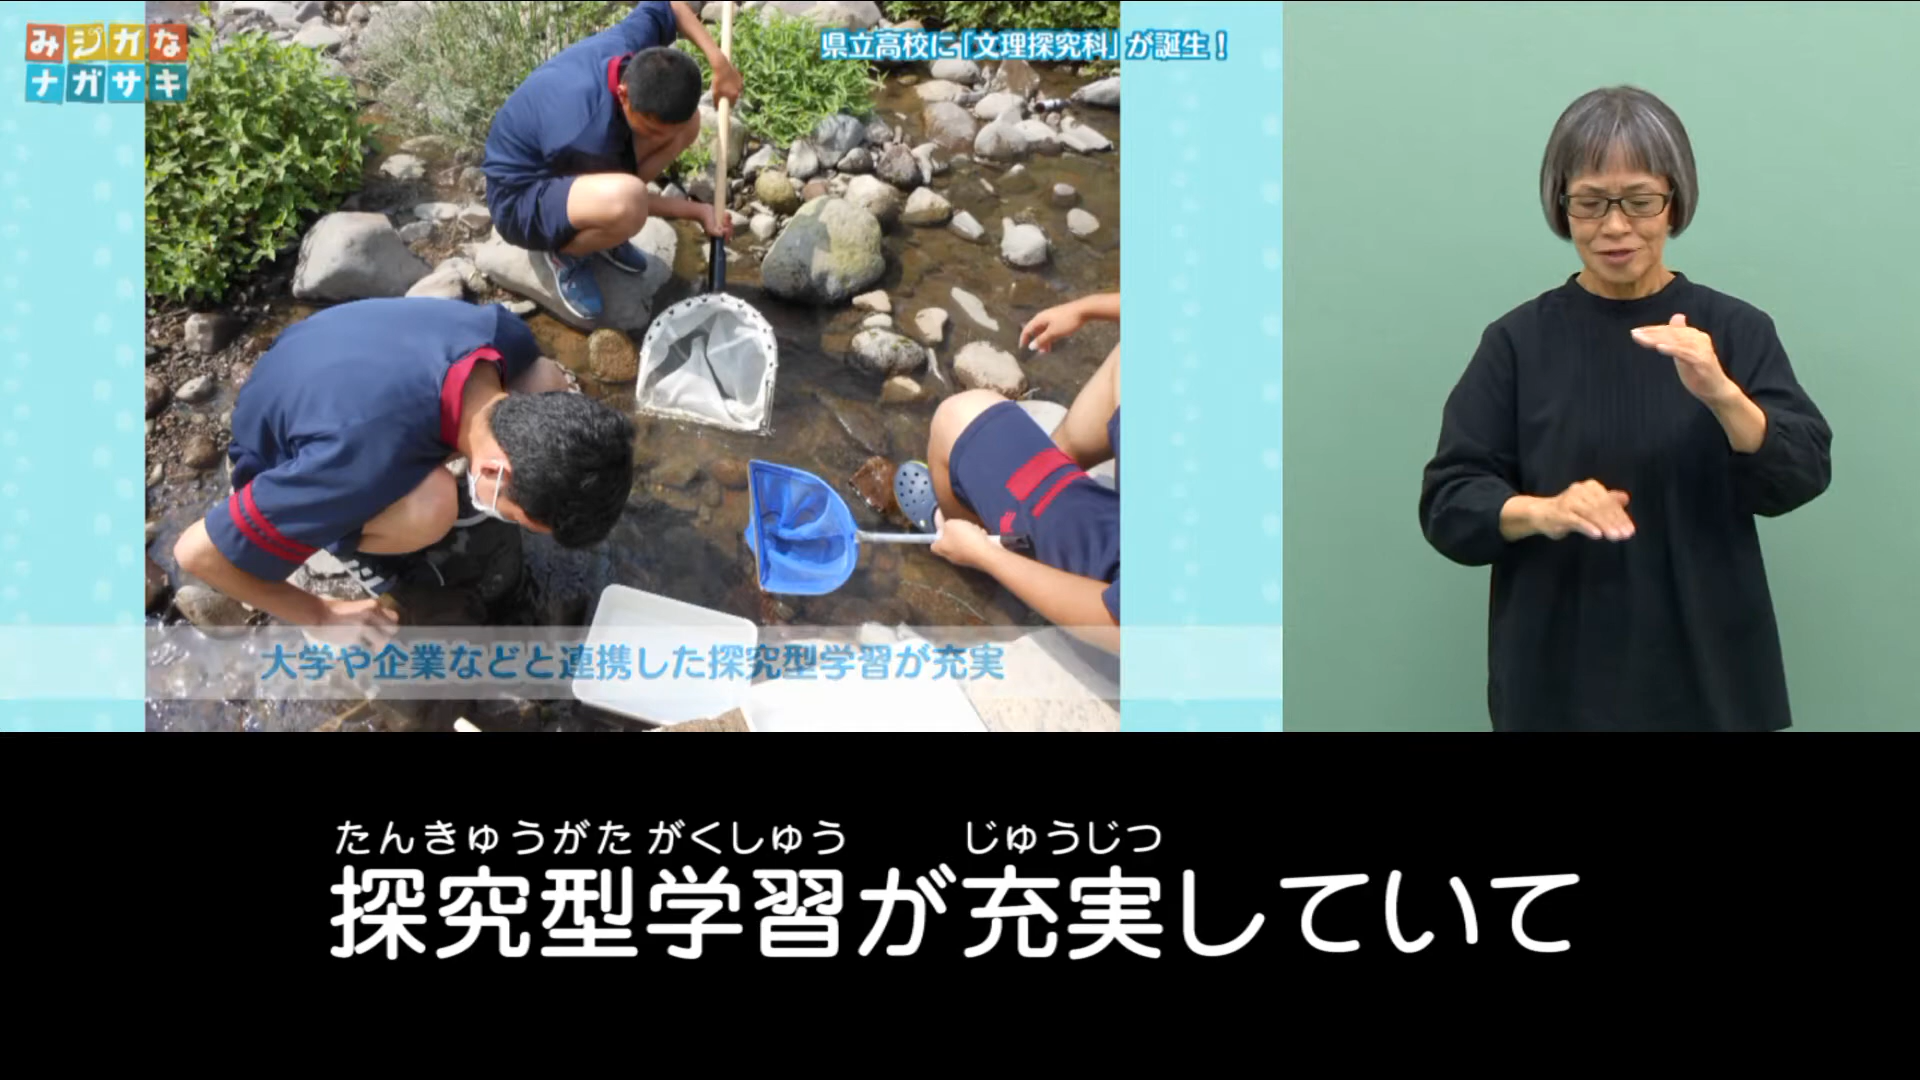 みジカな
ナガサキ
県立高校に「文理探究科」が誕生！
大学や企業などと連携した探究型学習が充実
たんきゅうがた がくしゅう じゅうじつ
探究型学習が充実していて